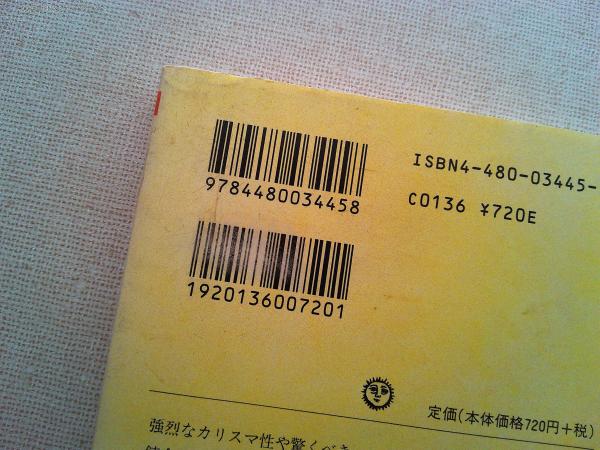 ISBN4-480-03445-
C0136 ¥720E
9784480034458
1920136007201
定価(本体価格720円+税)
強烈なカリスマ性や驚くべき